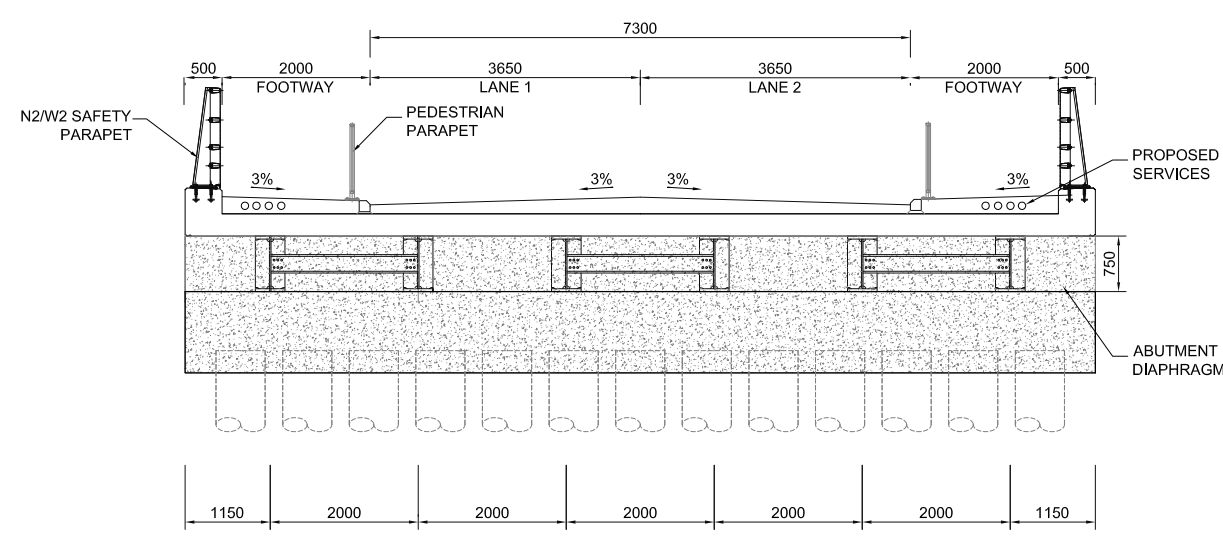 7300
500
2000
3650
3650
2000
500
FOOTWAY
LANE 1
LANE 2
FOOTWAY
N2/W2 SAFETY
PARAPET
PEDESTRIAN
PARAPET
PROPOSED
SERVICES
3%
3%
3%
3%
750
ABUTMENT
DIAPHRAGM
1150
2000
2000
2000
2000
2000
1150